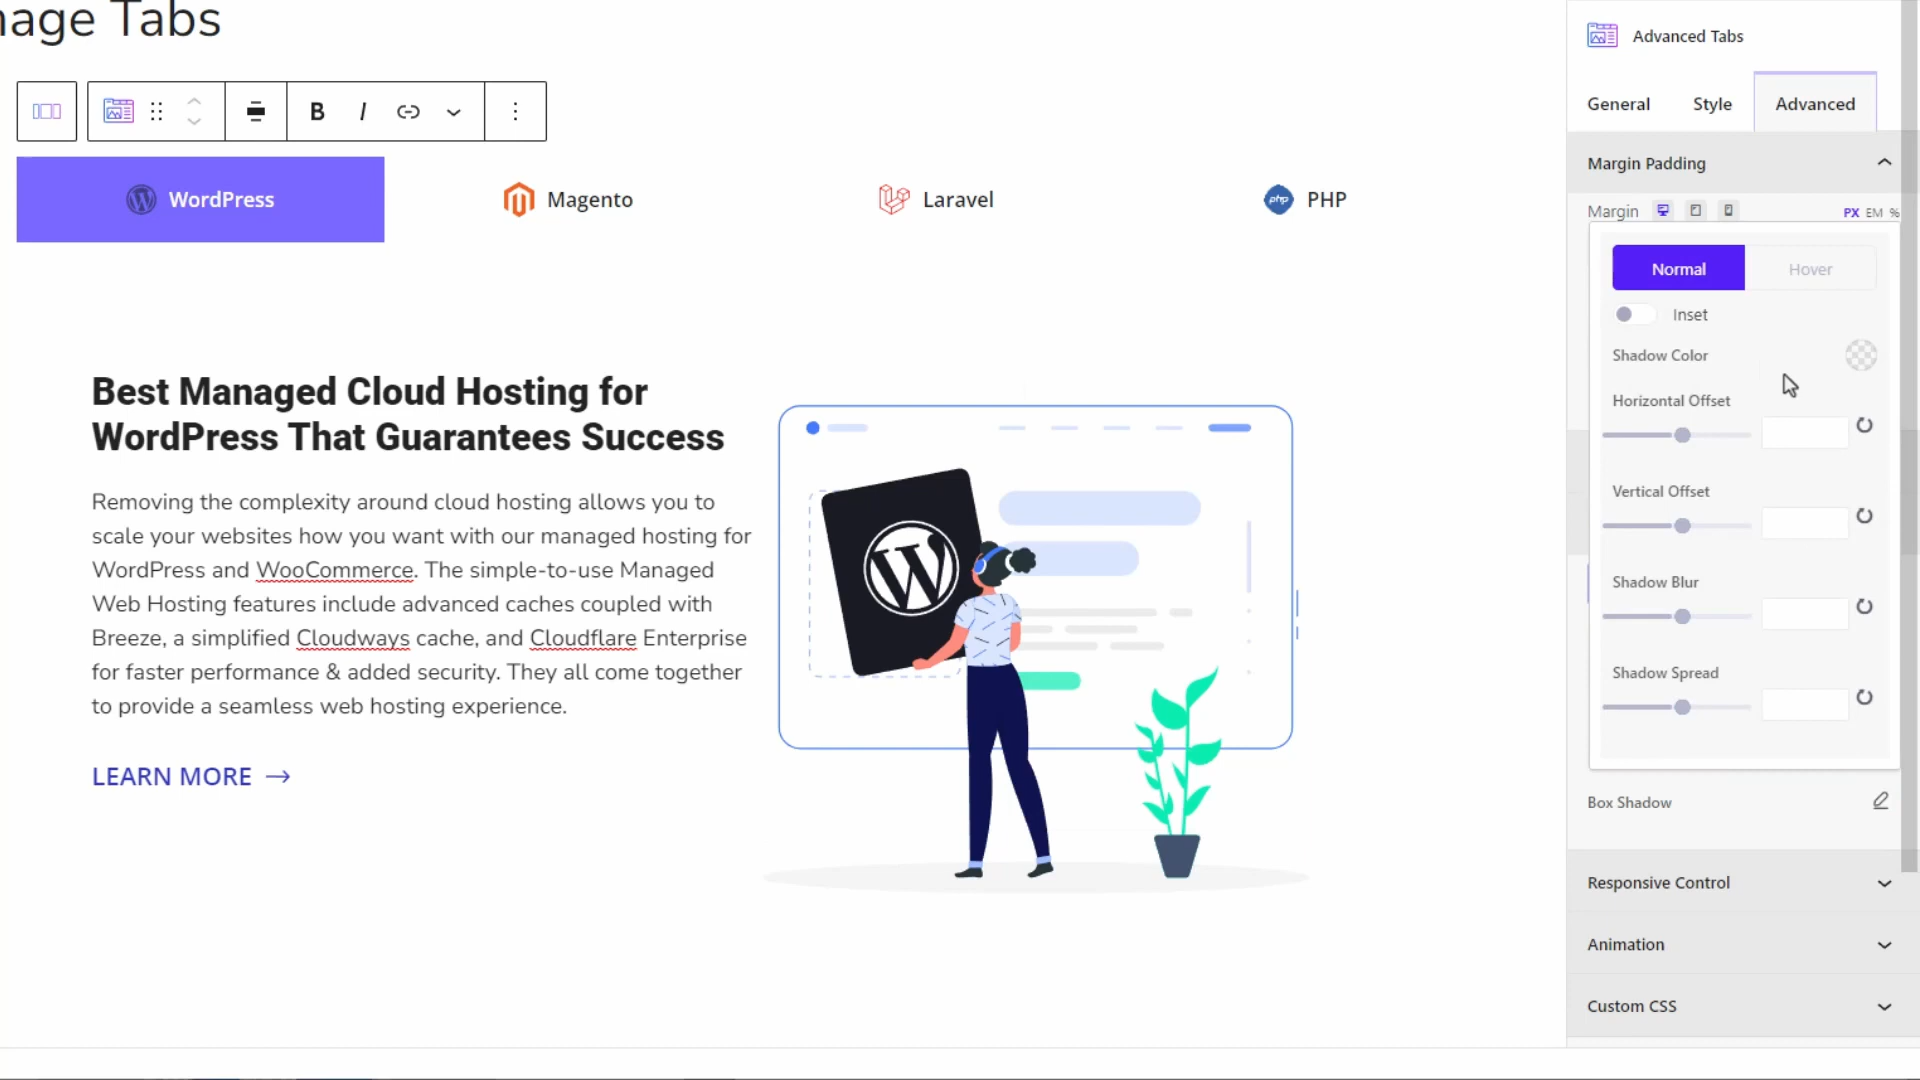 nage Tabs
Advanced Tabs
General Style Advanced
B I
WordPress
Magento
Laravel
php PHP
Margin Padding
Margin PX EM %
Normal Hover
Inset
Shadow Color
Horizontal Offset
Vertical Offset
Shadow Blur
Shadow Spread
Box Shadow
Responsive Control
Animation
Custom CSS
Best Managed Cloud Hosting for
WordPress That Guarantees Success
Removing the complexity around cloud hosting allows you to
scale your websites how you want with our managed hosting for
WordPress and WooCommerce. The simple-to-use Managed
Web Hosting features include advanced caches coupled with
Breeze, a simplified Cloudways cache, and Cloudflare Enterprise
for faster performance & added security. They all come together
to provide a seamless web hosting experience.
LEARN MORE →